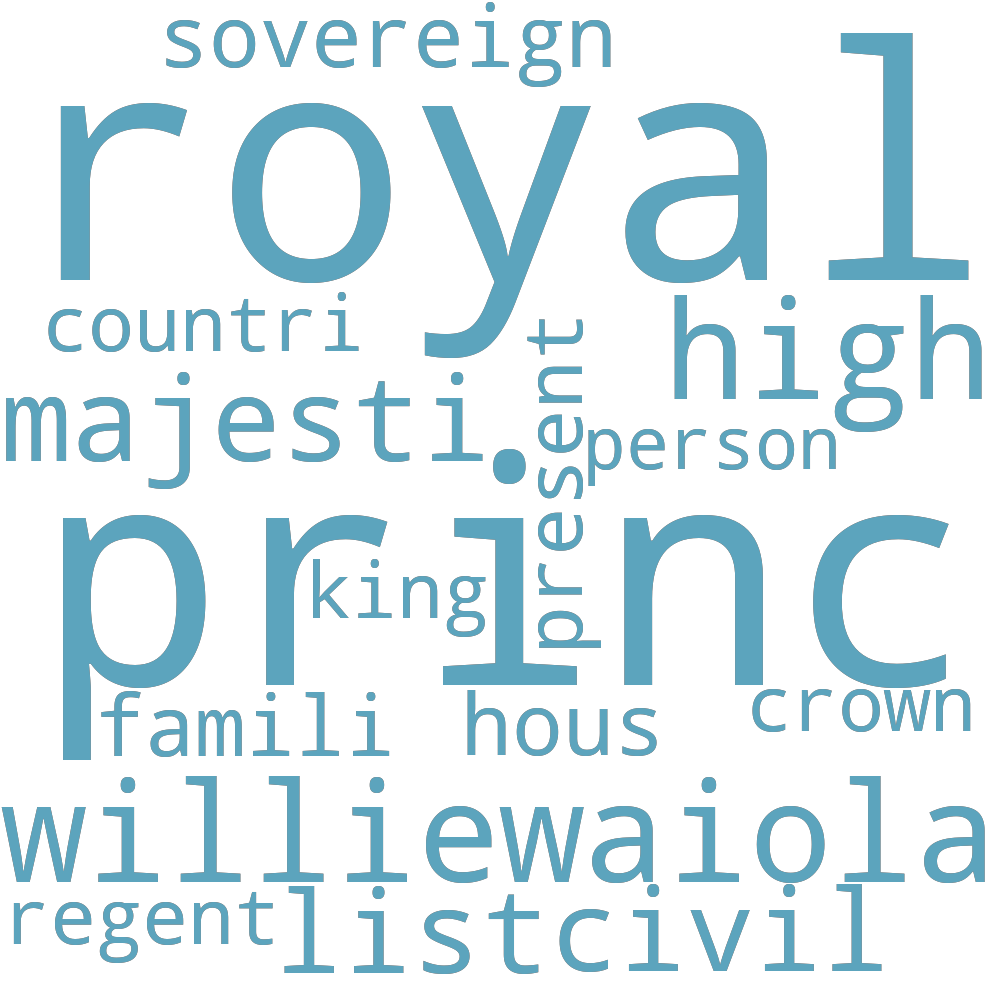 sovereign
royal
countri
high
majesti
present
person
princ
king
famili
hous
crown
williewaiola
regent
listcivil